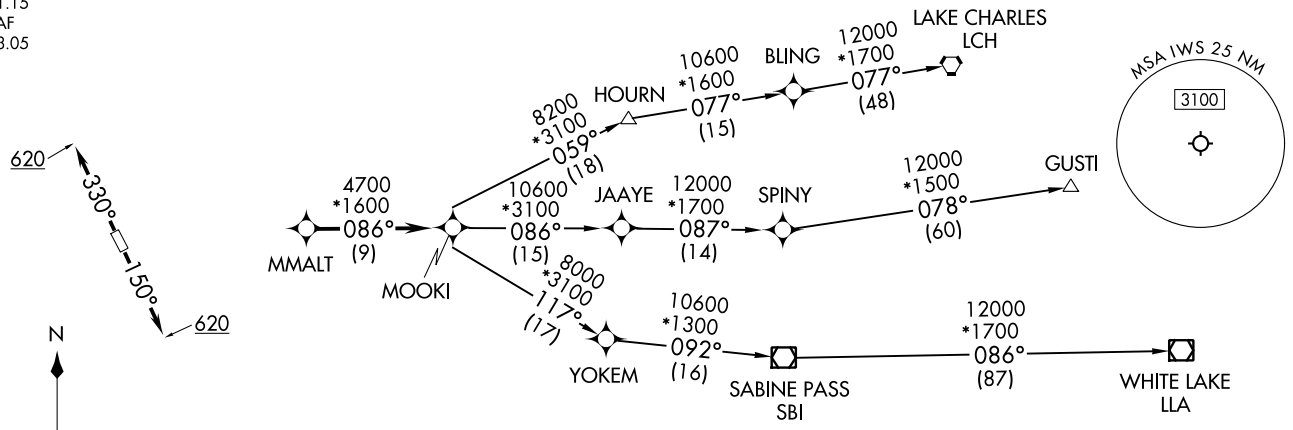 1.15
AF
3.05
LAKE CHARLES
LCH
12000
*1700
077°
(48)
BLING
10600
*1600
077°
(15)
HOURN
8200
*3100
059°
(18)
MSA IWS 25 NM
3100
620
330°
150°
620
4700
*1600
086°
(9)
MMALT
MOOKI
10600
*3100
086°
(15)
JAAYE
12000
*1700
087°
(14)
SPINY
12000
*1500
078°
(60)
GUSTI
8000
*3100
117°
(17)
YOKEM
10600
*1300
092°
(16)
SABINE PASS
SBI
12000
*1700
086°
(87)
WHITE LAKE
LLA
N